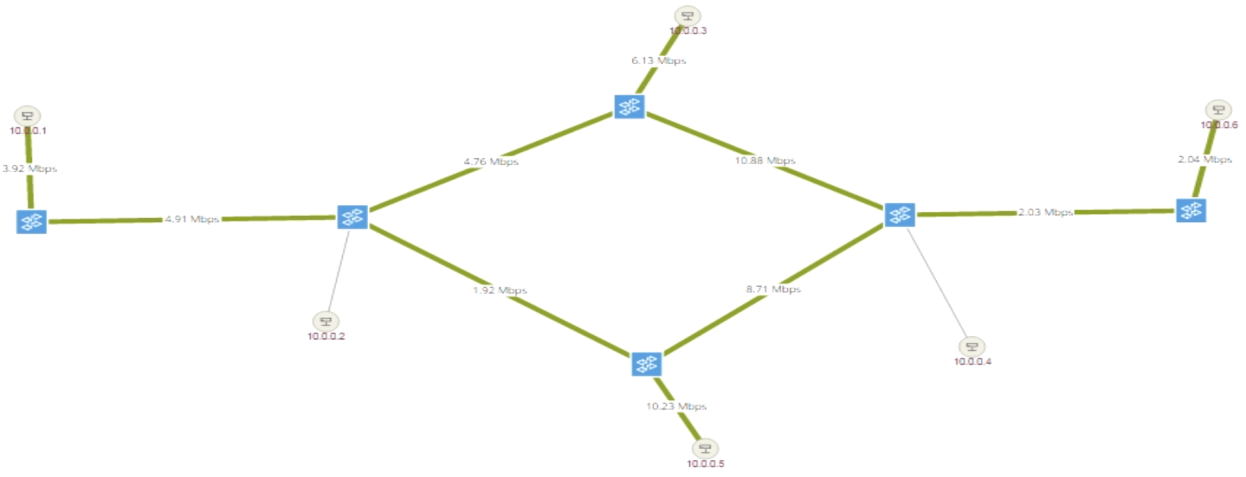 10.0.0.3
6.13 Mbps
10.0.0.1
10.0.0.6
3.92 Mbps
4.76 Mbps
10.88 Mbps
2.04 Mbps
4.91 Mbps
2.03 Mbps
1.92 Mbps
8.71 Mbps
10.0.0.2
10.0.0.4
10.23 Mbps
10.0.0.5